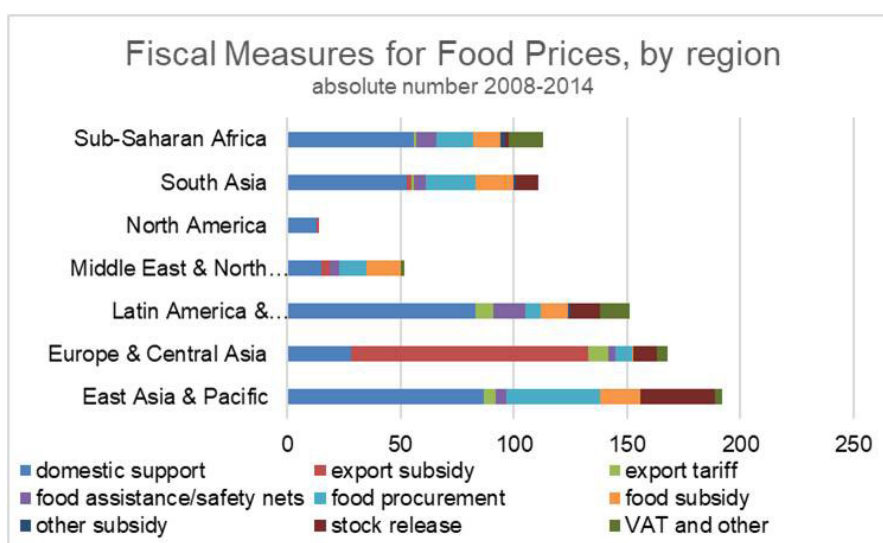 Fiscal Measures for Food Prices, by region
absolute number 2008-2014
Sub-Saharan Africa
South Asia
North America
Middle East & North...
Latin America &...
Europe & Central Asia
East Asia & Pacific
0 50 100 150 200 250
domestic support export subsidy export tariff
food assistance/safety nets food procurement food subsidy
other subsidy stock release VAT and other